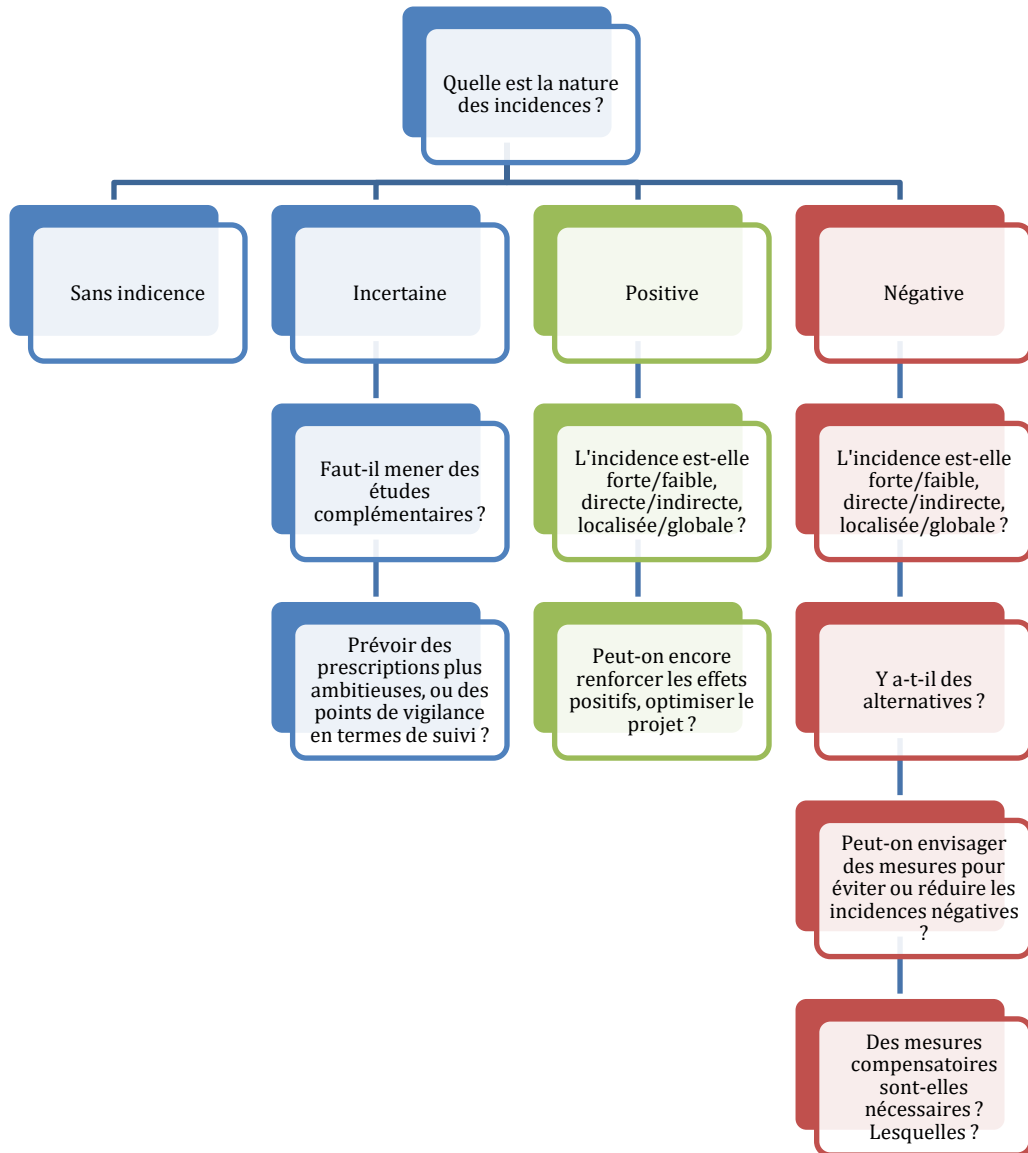 Quelle est la nature
des incidences ?
Sans indicence
Incertaine
Positive
Négative
Faut-il mener des
études
complémentaires ?
L'incidence est-elle
forte/faible,
directe/indirecte,
localisée/globale ?
L'incidence est-elle
forte/faible,
directe/indirecte,
localisée/globale ?
Prévoir des
prescriptions plus
ambitieuses, ou des
points de vigilance
en termes de suivi ?
Peut-on encore
renforcer les effets
positifs, optimiser le
projet ?
Y a-t-il des
alternatives ?
Peut-on envisager
des mesures pour
éviter ou réduire les
incidences négatives
?
Des mesures
compensatoires
sont-elles
nécessaires ?
Lesquelles ?